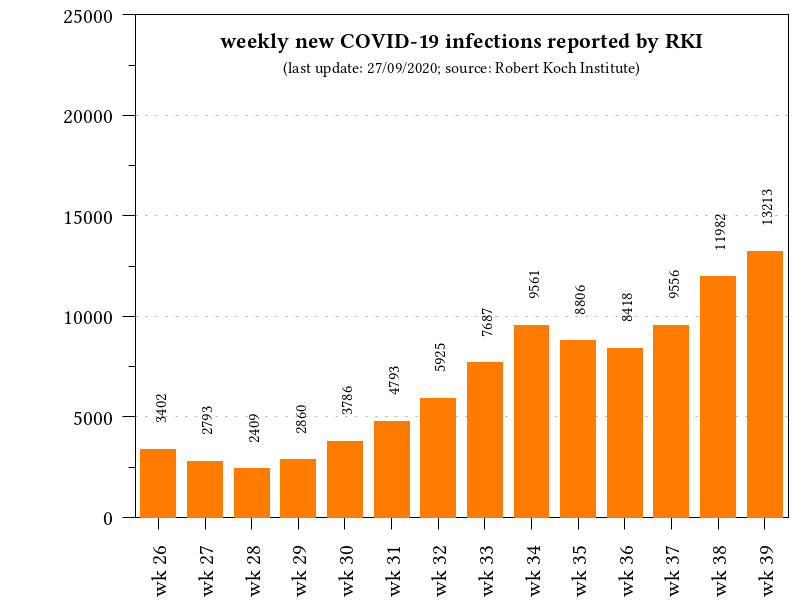 weekly new COVID-19 infections reported by RKI
(last update: 27/09/2020; source: Robert Koch Institute)
25000
20000
15000
10000
5000
0
3402
2793
2409
2860
3786
4793
5925
7687
9561
8806
8418
9556
11982
13213
wk 26
wk 27
wk 28
wk 29
wk 30
wk 31
wk 32
wk 33
wk 34
wk 35
wk 36
wk 37
wk 38
wk 39